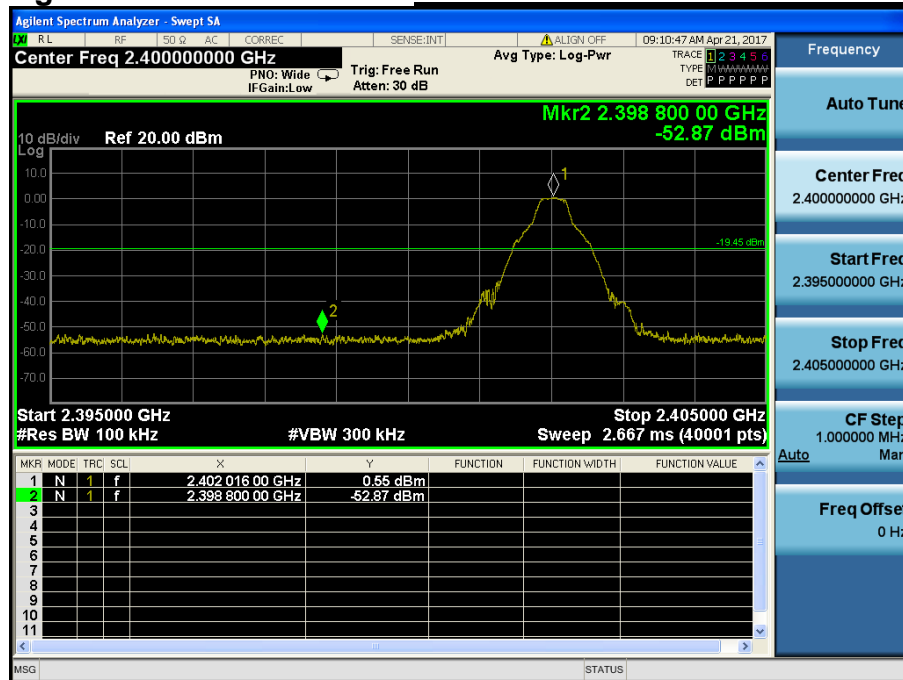 Agilent Spectrum Analyzer - Swept SA
LXI RL RF 50 Ω AC CORREC SENSE:INT ALIGN OFF 09:10:47 AM Apr 21, 2017
Center Freq 2.400000000 GHz
PNO: Wide
IFGain:Low
Trig: Free Run
Atten: 30 dB
Avg Type: Log-Pwr
TRACE 1 2 3 4 5 6
TYPE MWWWWW
DET P P P P P P
Mkr2 2.398 800 00 GHz
-52.87 dBm
10 dB/div Ref 20.00 dBm
Log
10.0
0.00
-10.0
-20.0
-30.0
-40.0
-50.0
-60.0
-70.0
1
-19.45 dBm
2
Start 2.395000 GHz Stop 2.405000 GHz
#Res BW 100 kHz #VBW 300 kHz Sweep 2.667 ms (40001 pts)
MKR MODE TRC SCL X Y FUNCTION FUNCTION WIDTH FUNCTION VALUE
1 N 1 f 2.402 016 00 GHz 0.55 dBm
2 N 1 f 2.398 800 00 GHz -52.87 dBm
3
4
5
6
7
8
9
10
11
MSG STATUS
Frequency
Auto Tune
Center Freq
2.400000000 GHz
Start Freq
2.395000000 GHz
Stop Freq
2.405000000 GHz
CF Step
1.000000 MHz
Auto Man
Freq Offset
0 Hz